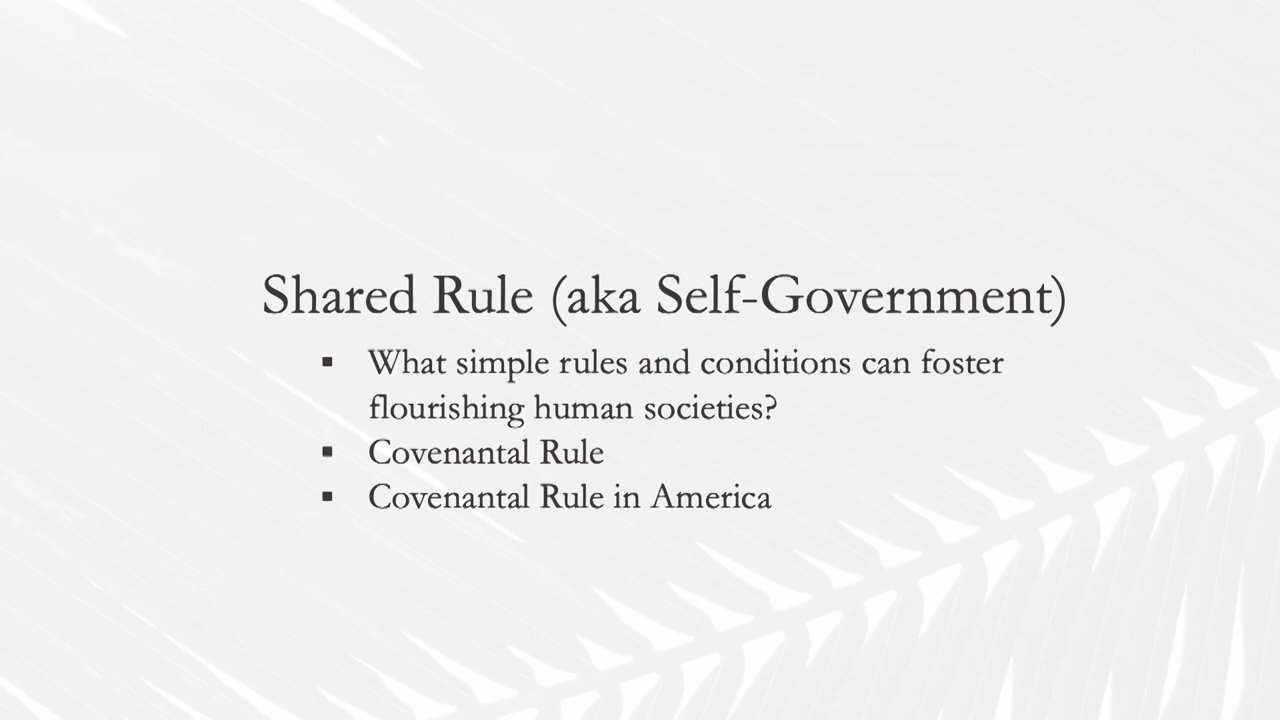 Shared Rule (aka Self-Government)
▪ What simple rules and conditions can foster
flourishing human societies?
▪ Covenantal Rule
▪ Covenantal Rule in America